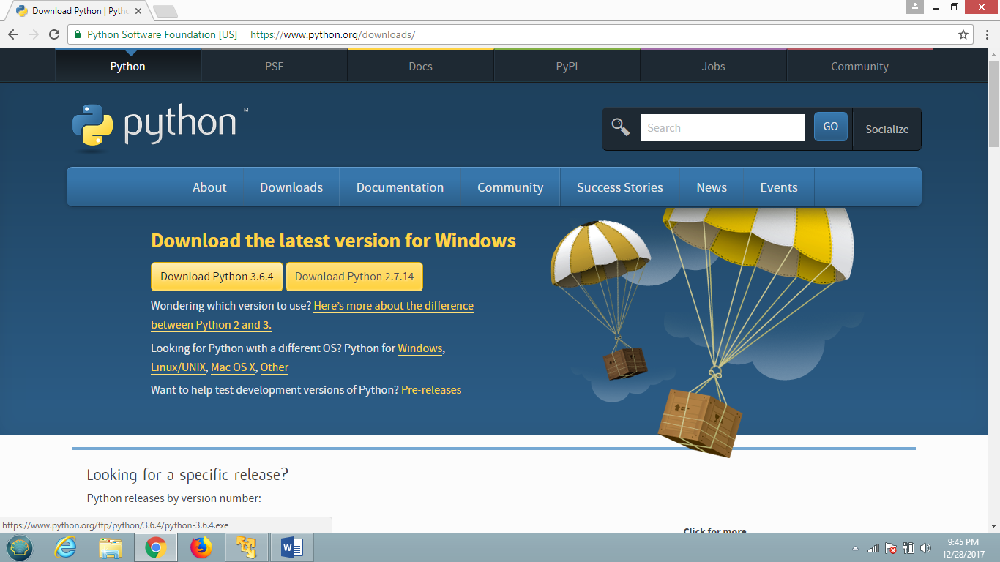 Download Python | Pytho
Python Software Foundation [US] https://www.python.org/downloads/
Python PSF Docs PyPI Jobs Community
python™
Search GO Socialize
About Downloads Documentation Community Success Stories News Events
Download the latest version for Windows
Download Python 3.6.4 Download Python 2.7.14
Wondering which version to use? Here's more about the difference
between Python 2 and 3.
Looking for Python with a different OS? Python for Windows,
Linux/UNIX, Mac OS X, Other
Want to help test development versions of Python? Pre-releases
Looking for a specific release?
Python releases by version number:
https://www.python.org/ftp/python/3.6.4/python-3.6.4.exe
Click for more
9:45 PM
12/28/2017